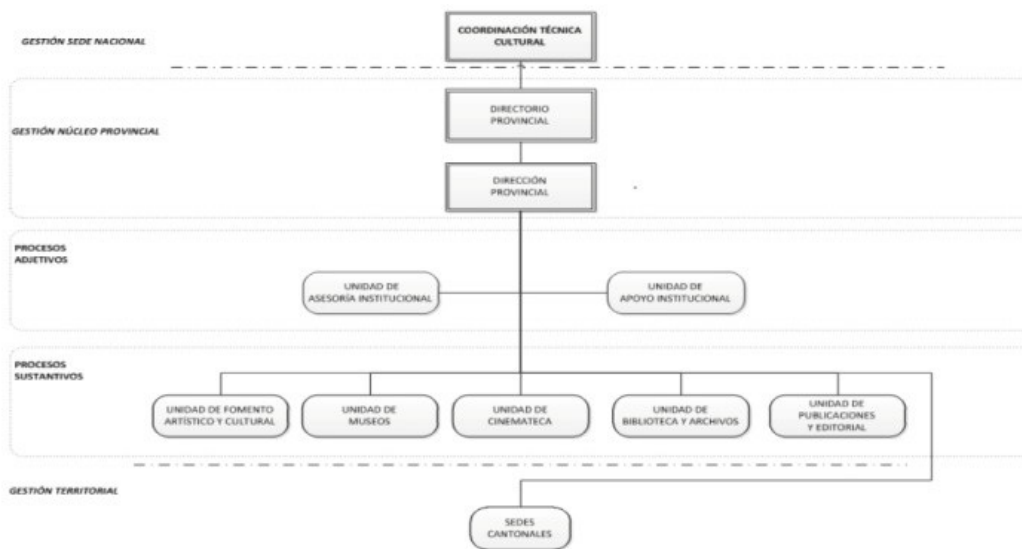 COORDINACIÓN TÉCNICA
CULTURAL
GESTIÓN SEDE NACIONAL
DIRECTORIO
PROVINCIAL
GESTIÓN NÚCLEO PROVINCIAL
DIRECCIÓN
PROVINCIAL
PROCESOS
ADJETIVOS
UNIDAD DE
ASESORÍA INSTITUCIONAL
UNIDAD DE
APOYO INSTITUCIONAL
PROCESOS
SUSTANTIVOS
UNIDAD DE FOMENTO
ARTÍSTICO Y CULTURAL
UNIDAD DE
MUSEOS
UNIDAD DE
CINEMATECA
UNIDAD DE
BIBLIOTECA Y ARCHIVOS
UNIDAD DE
PUBLICACIONES
Y EDITORIAL
GESTIÓN TERRITORIAL
SEDES
CANTONALES